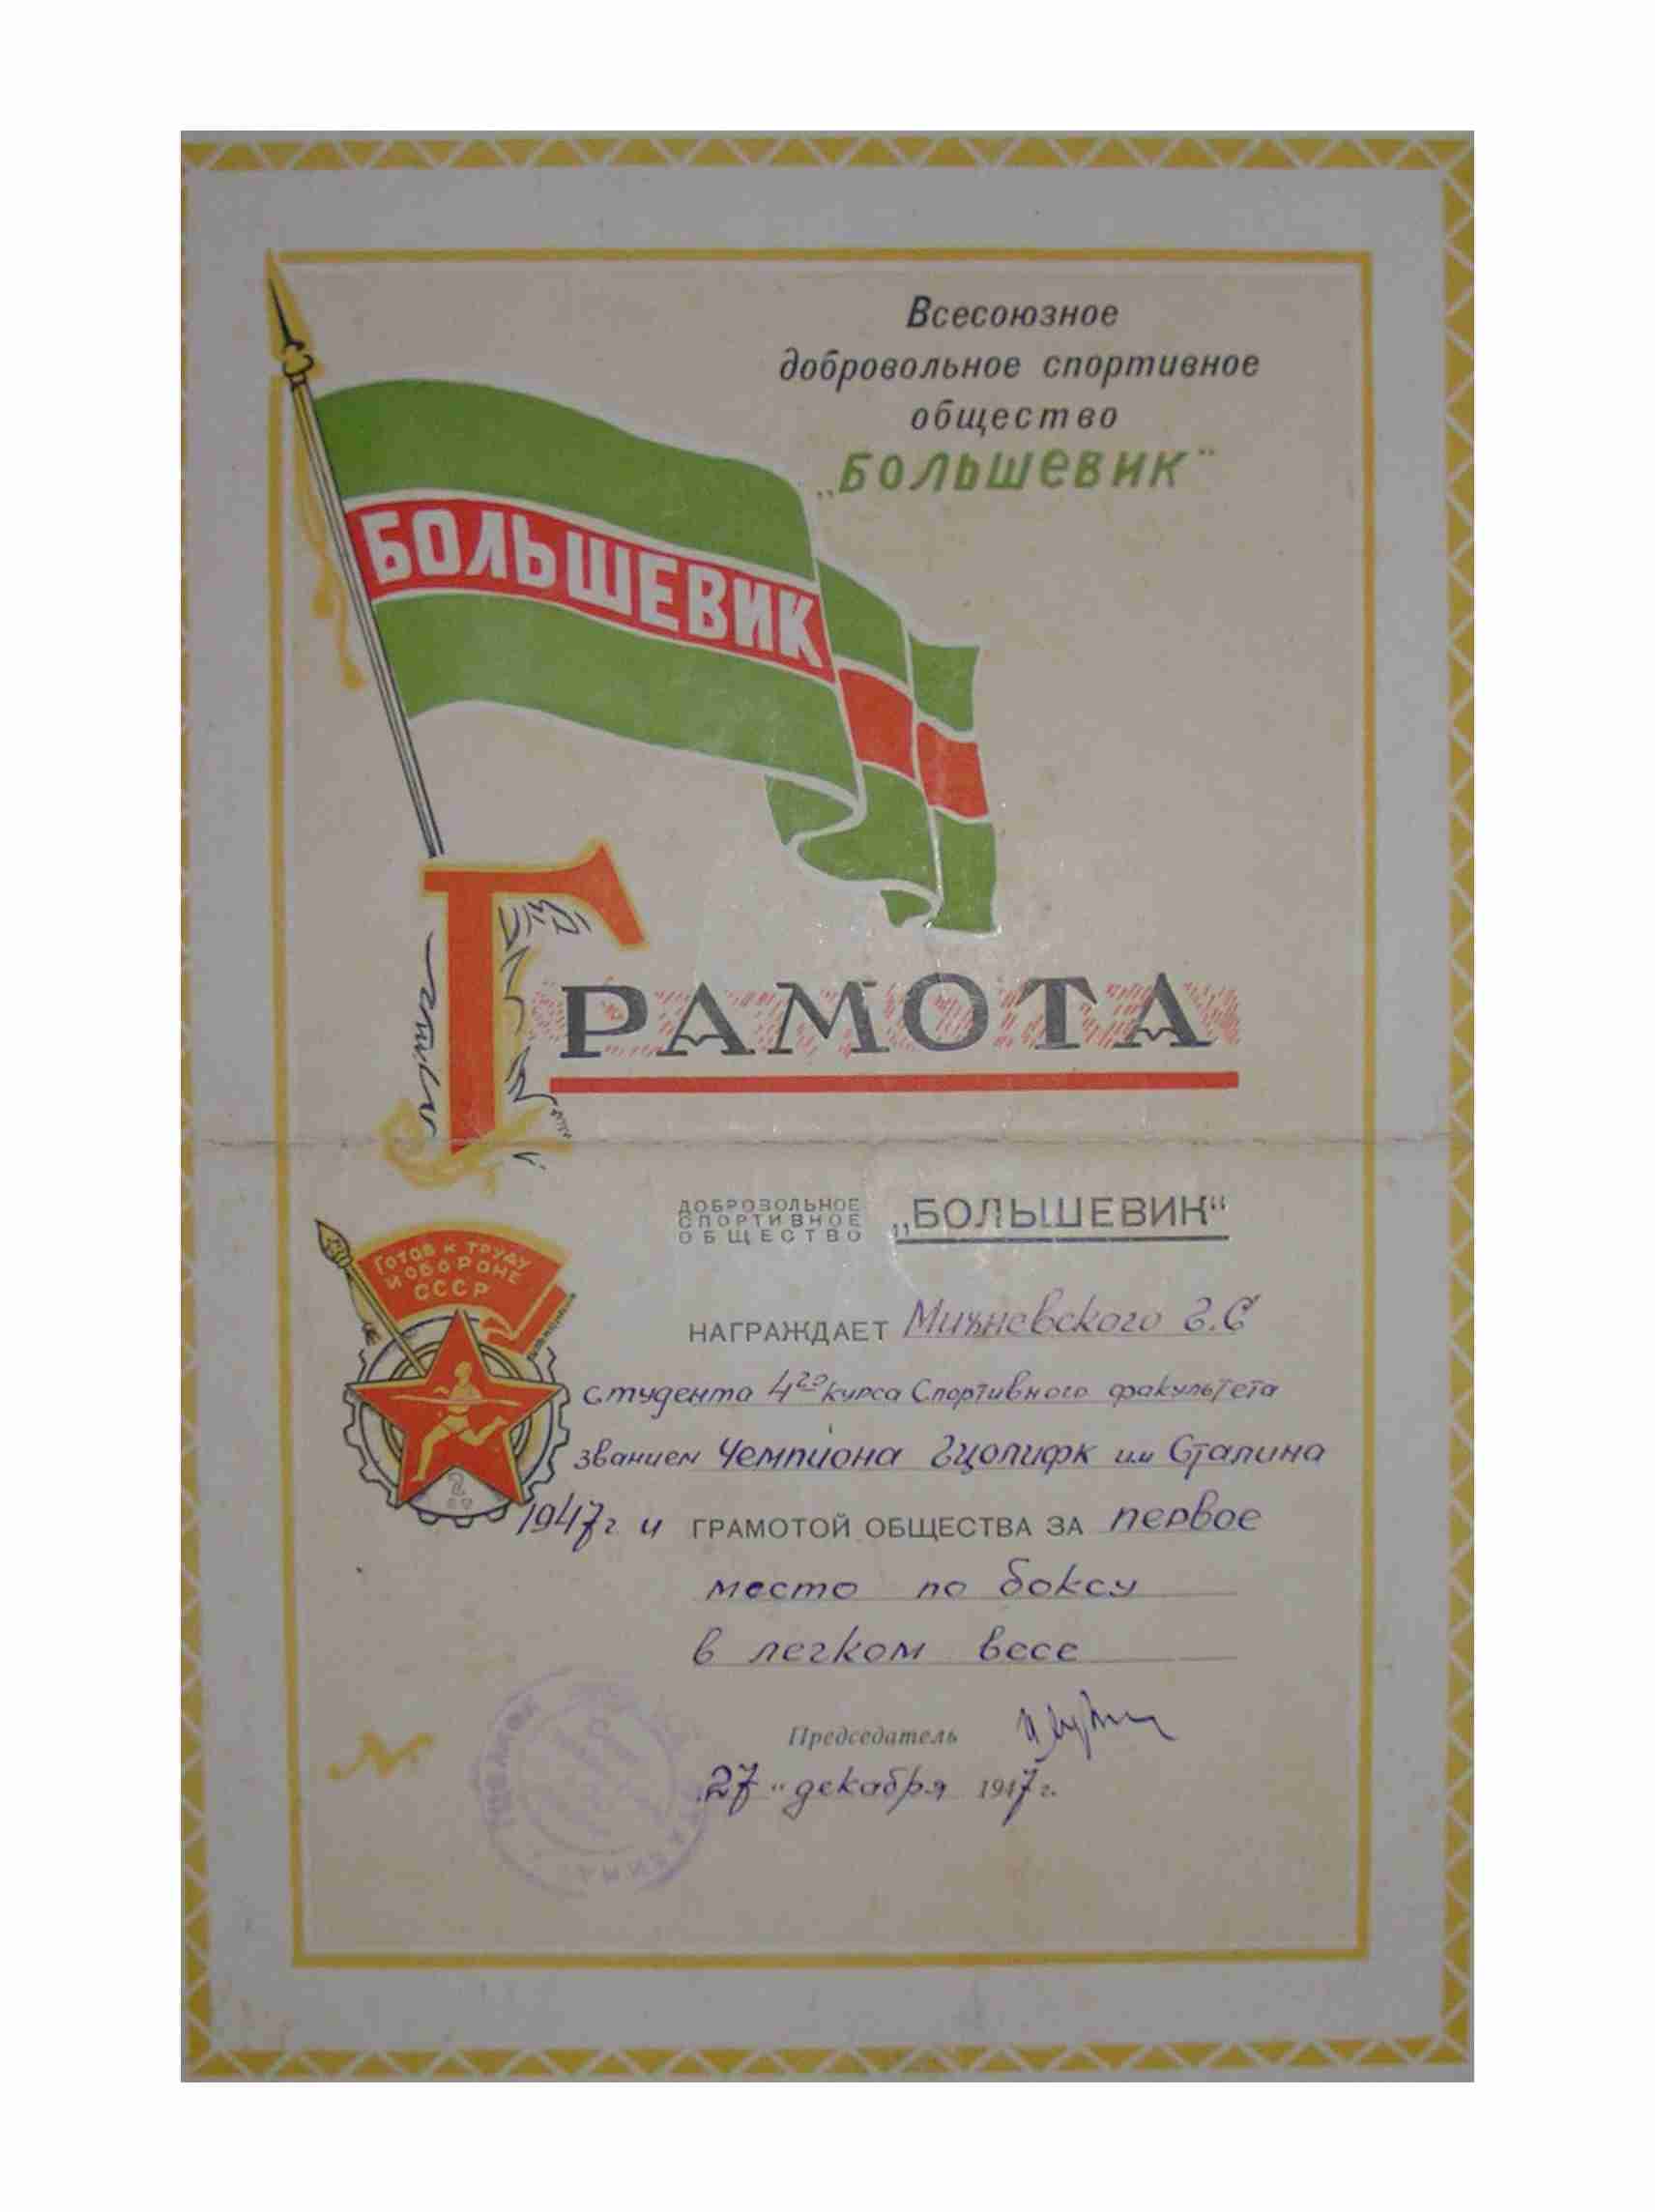 Всесоюзное
добровольное спортивное
общество
„БОЛЬШЕВИК“
БОЛЬШЕВИК
ГРАМОТА
ДОБРОВОЛЬНОЕ
СПОРТИВНОЕ
ОБЩЕСТВО
„БОЛЬШЕВИК“
ГОТОВ К ТРУДУ
И ОБОРОНЕ
СССР
НАГРАЖДАЕТ Михневского Г.С
студента 4го курса Спортивного факультета
званием Чемпиона Гцолифк им Сталина
1947г и ГРАМОТОЙ ОБЩЕСТВА ЗА первое
место по боксу
в легком весе
Председатель
„27“ декабря 1947 г.
№